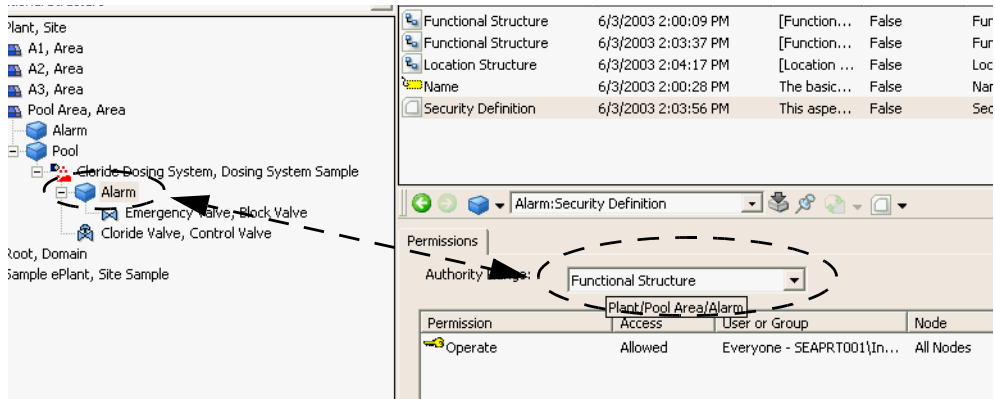 Plant, Site
A1, Area
A2, Area
A3, Area
Pool Area, Area
Alarm
Pool
Cloride Dosing System, Dosing System Sample
Alarm
Emergency Valve, Block Valve
Cloride Valve, Control Valve
Root, Domain
Sample ePlant, Site Sample
Functional Structure 6/3/2003 2:00:09 PM [Function... False Fur
Functional Structure 6/3/2003 2:03:37 PM [Function... False Fur
Location Structure 6/3/2003 2:04:17 PM [Location ... False Loc
Name 6/3/2003 2:00:28 PM The basic... False Nar
Security Definition 6/3/2003 2:03:56 PM This aspe... False Sec
Alarm:Security Definition
Permissions
Authority Range:
Functional Structure
Plant/Pool Area/Alarm
Permission Access User or Group Node
Operate Allowed Everyone - SEAPRT001\In... All Nodes